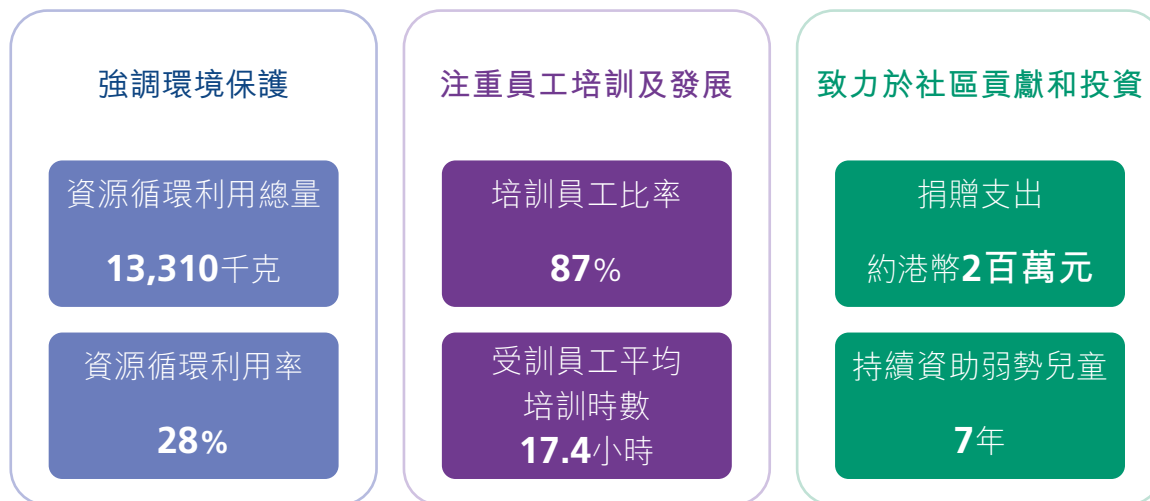 強調環境保護
資源循環利用總量
13,310千克
資源循環利用率
28%
注重員工培訓及發展
培訓員工比率
87%
受訓員工平均
培訓時數
17.4小時
致力於社區貢獻和投資
捐贈支出
約港幣2百萬元
持續資助弱勢兒童
7年